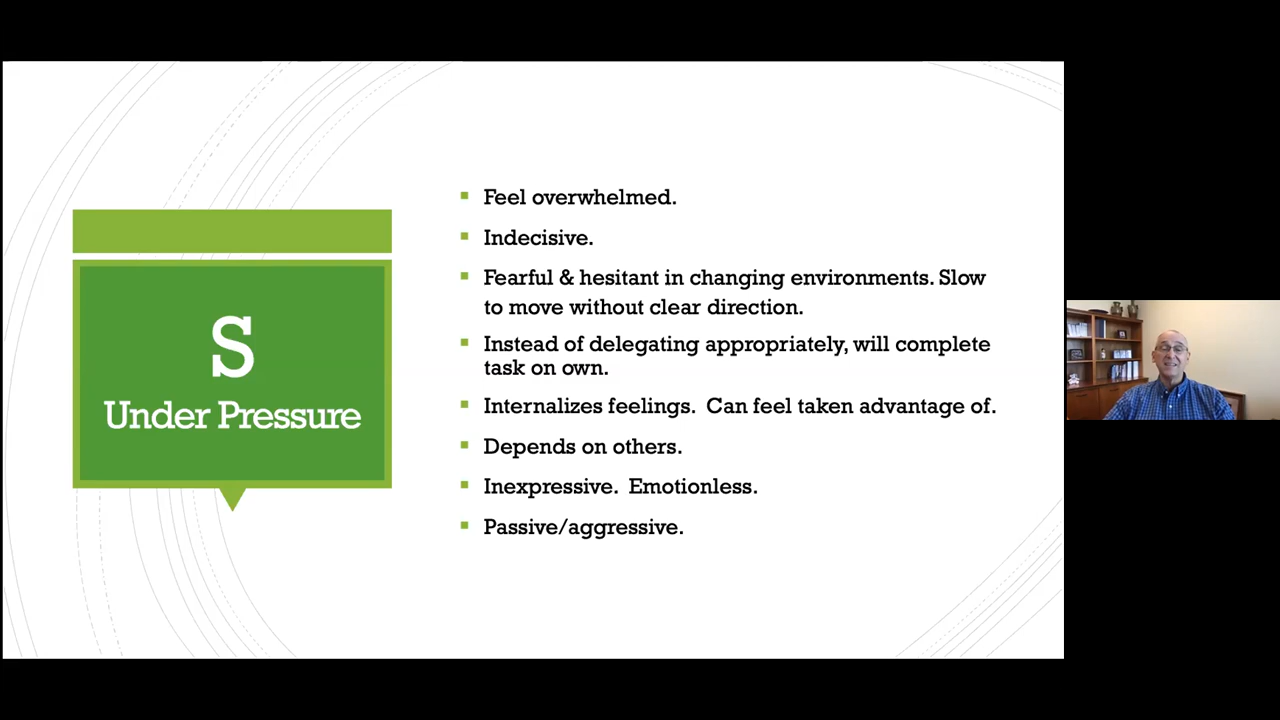 S
Under Pressure
Feel overwhelmed.
Indecisive.
Fearful & hesitant in changing environments. Slow
to move without clear direction.
Instead of delegating appropriately, will complete
task on own.
Internalizes feelings.  Can feel taken advantage of.
Depends on others.
Inexpressive.  Emotionless.
Passive/aggressive.